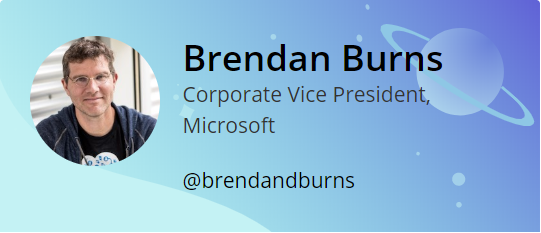 Brendan Burns
Corporate Vice President,
Microsoft
@brendandburns